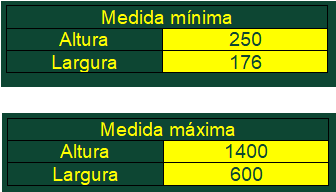 Medida mínima
Altura 250
Largura 176
Medida máxima
Altura 1400
Largura 600